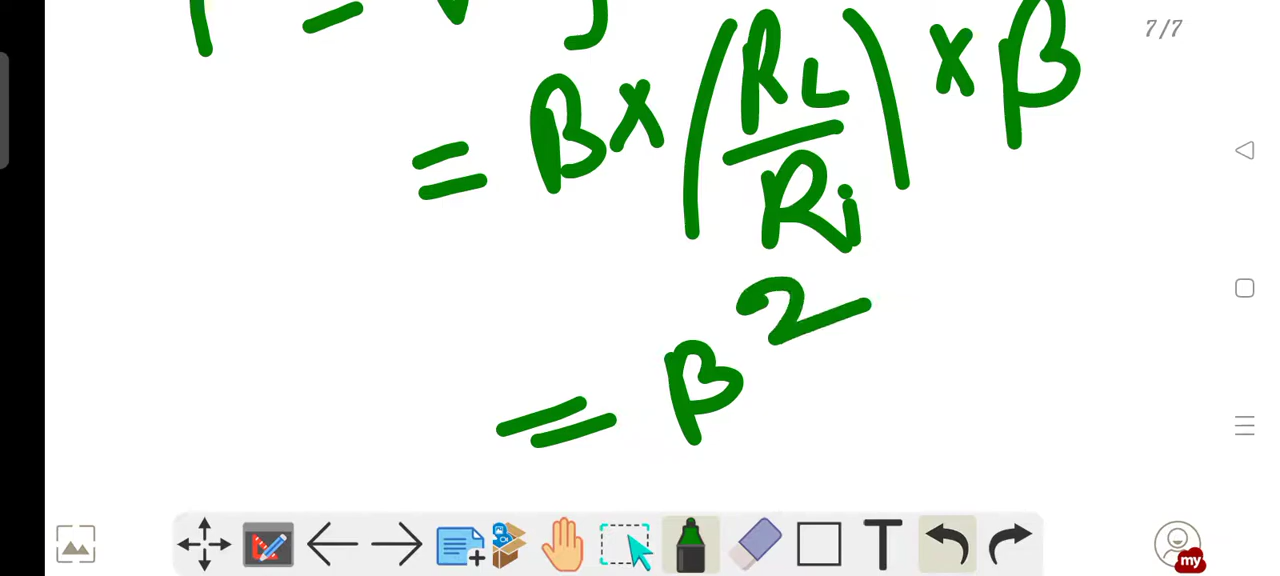 7/7
= β × (RL/Ri) × β
= β²
T
my